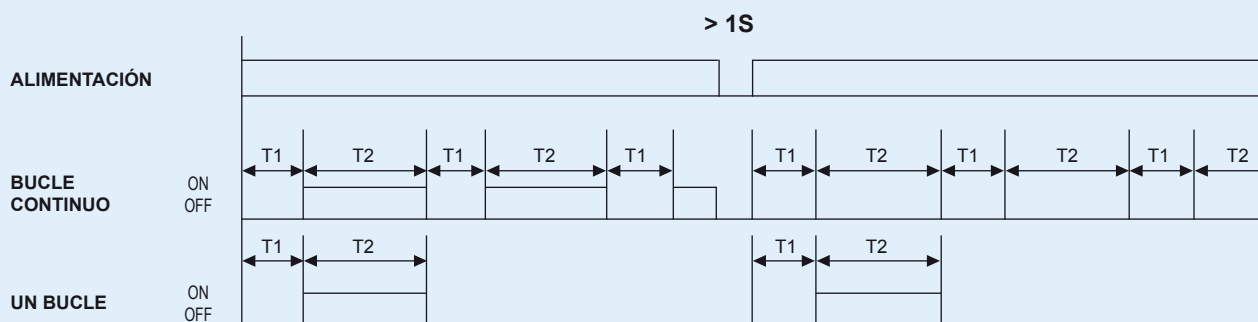 > 1S
ALIMENTACIÓN
T1 T2 T1 T2 T1 T1 T2 T1 T2 T1 T2
BUCLE
CONTINUO
ON
OFF
T1 T2 T1 T2
UN BUCLE
ON
OFF